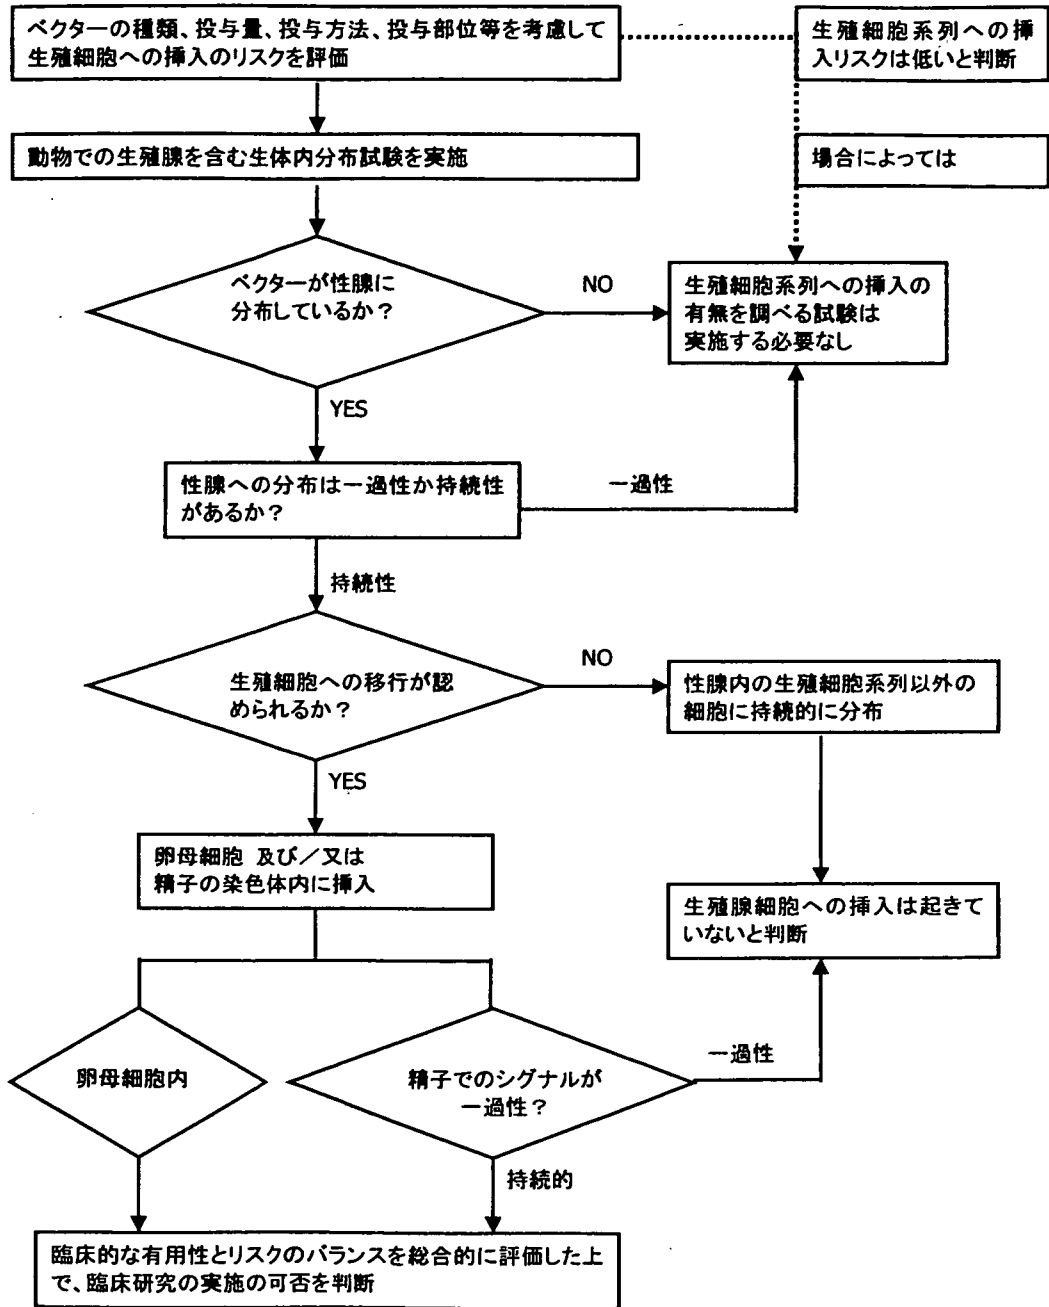 ベクターの種類、投与量、投与方法、投与部位等を考慮して
生殖細胞への挿入のリスクを評価
生殖細胞系列への挿
入リスクは低いと判断
動物での生殖腺を含む生体内分布試験を実施
場合によっては
ベクターが性腺に
分布しているか？
NO
生殖細胞系列への挿入の
有無を調べる試験は
実施する必要なし
YES
性腺への分布は一過性か持続性
があるか？
一過性
持続性
生殖細胞への移行が認
められるか？
NO
性腺内の生殖細胞系列以外の
細胞に持続的に分布
YES
卵母細胞 及び／又は
精子の染色体内に挿入
生殖腺細胞への挿入は起きて
いないと判断
卵母細胞内
精子でのシグナルが
一過性？
一過性
持続的
臨床的な有用性とリスクのバランスを総合的に評価した上
で、臨床研究の実施の可否を判断